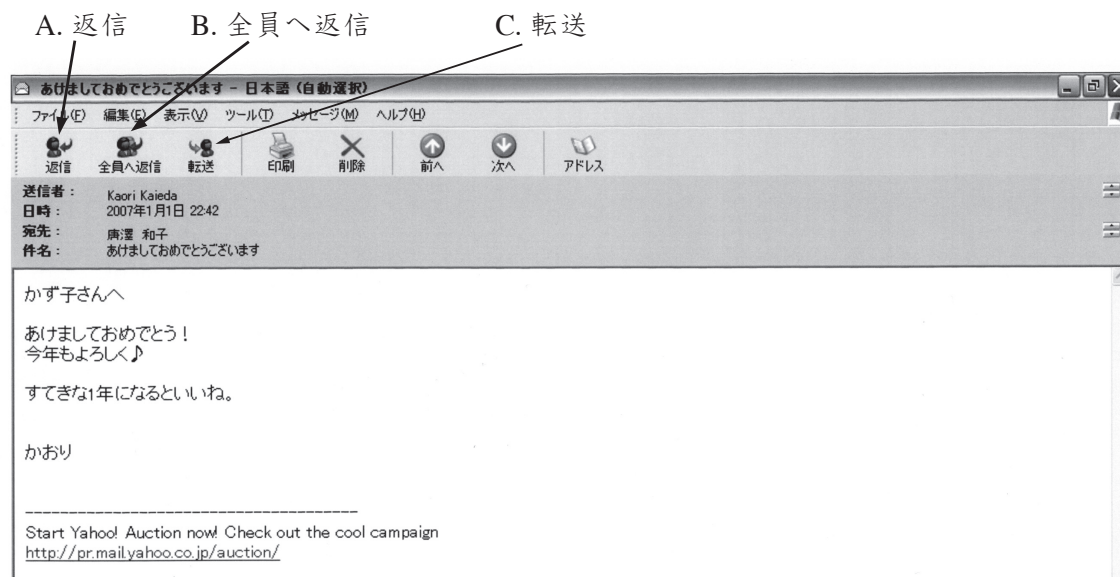 A. 返信 B. 全員へ返信 C. 転送
あけましておめでとうございます - 日本語 (自動選択)
ファイル(F) 編集(E) 表示(V) ツール(T) メッセージ(M) ヘルプ(H)
返信 全員へ返信 転送 印刷 削除 前へ 次へ アドレス
送信者: Kaori Kaieda
日時: 2007年1月1日 22:42
宛先: 唐澤 和子
件名: あけましておめでとうございます
かず子さんへ
あけましておめでとう!
今年もよろしく♪
すてきな1年になるといいね。
かおり
---------------------------------------
Start Yahoo! Auction now! Check out the cool campaign
http://pr.mail.yahoo.co.jp/auction/